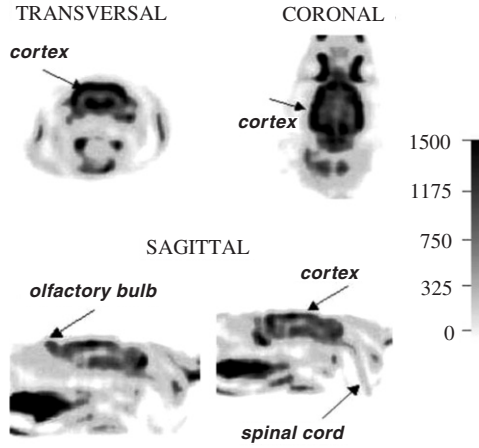 TRANSVERSAL
CORONAL
cortex
cortex
1500
1175
750
325
0
SAGITTAL
olfactory bulb
cortex
spinal cord